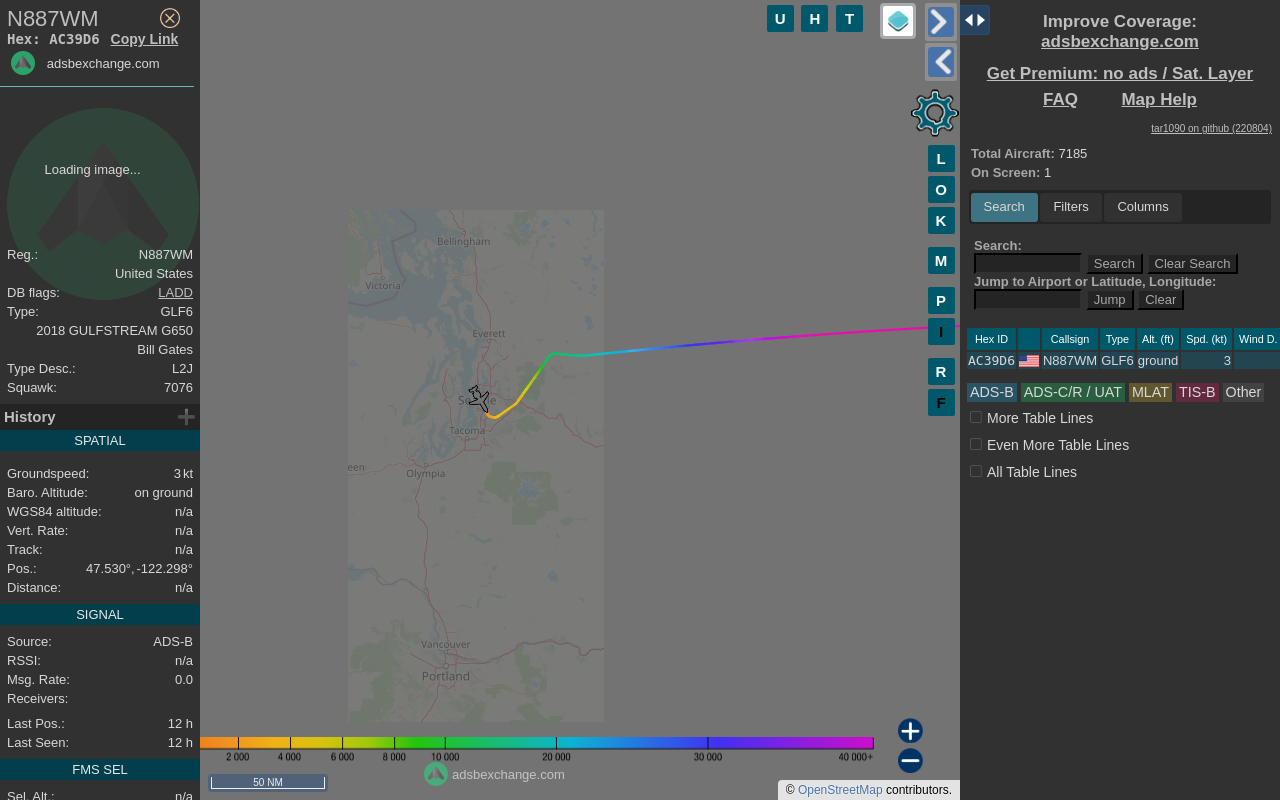 N887WM
Hex: AC39D6 Copy Link
adsbexchange.com
Loading image...
Reg.: N887WM
United States
DB flags: LADD
Type: GLF6
2018 GULFSTREAM G650
Bill Gates
Type Desc.: L2J
Squawk: 7076
History
SPATIAL
Groundspeed: 3 kt
Baro. Altitude: on ground
WGS84 altitude: n/a
Vert. Rate: n/a
Track: n/a
Pos.: 47.530°, -122.298°
Distance: n/a
SIGNAL
Source: ADS-B
RSSI: n/a
Msg. Rate: 0.0
Receivers:
Last Pos.: 12 h
Last Seen: 12 h
FMS SEL
Sel. Alt.: n/a
U H T
L
O
K
M
P
I
R
F
Bellingham
Victoria
Everett
Seattle
Tacoma
een
Olympia
Vancouver
Portland
2 000 4 000 6 000 8 000 10 000 20 000 30 000 40 000+
adsbexchange.com
50 NM
© OpenStreetMap contributors.
Improve Coverage:
adsbexchange.com
Get Premium: no ads / Sat. Layer
FAQ Map Help
tar1090 on github (220804)
Total Aircraft: 7185
On Screen: 1
Search Filters Columns
Search:
Search Clear Search
Jump to Airport or Latitude, Longitude:
Jump Clear
Hex ID Callsign Type Alt. (ft) Spd. (kt) Wind D.
AC39D6 N887WM GLF6 ground 3
ADS-B ADS-C/R / UAT MLAT TIS-B Other
More Table Lines
Even More Table Lines
All Table Lines